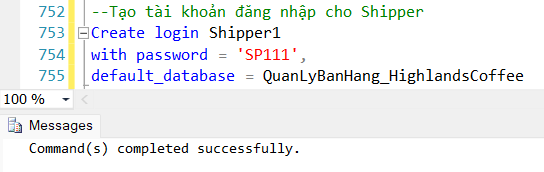 752 --Tạo tài khoản đăng nhập cho Shipper
753 Create login Shipper1
754 with password = 'SP111',
755 default_database = QuanLyBanHang_HighlandsCoffee
100 %
Messages
Command(s) completed successfully.